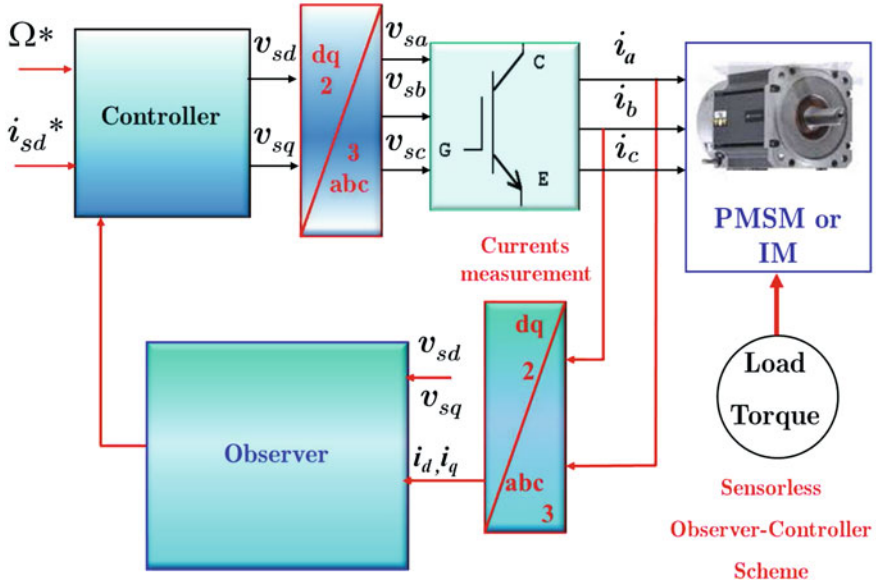 Ω*
i_sd*
Controller
v_sd
v_sq
dq
2
3
abc
v_sa
v_sb
v_sc
C
G
E
i_a
i_b
i_c
PMSM or
IM
Currents
measurement
Load
Torque
dq
2
abc
3
v_sd
v_sq
i_d,i_q
Observer
Sensorless
Observer-Controller
Scheme